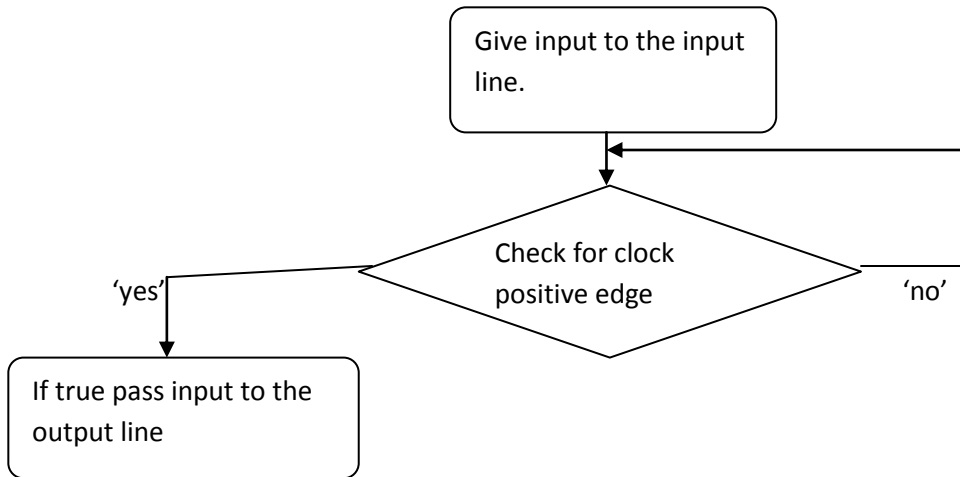 Give input to the input
line.
Check for clock
positive edge
‘yes’
‘no’
If true pass input to the
output line